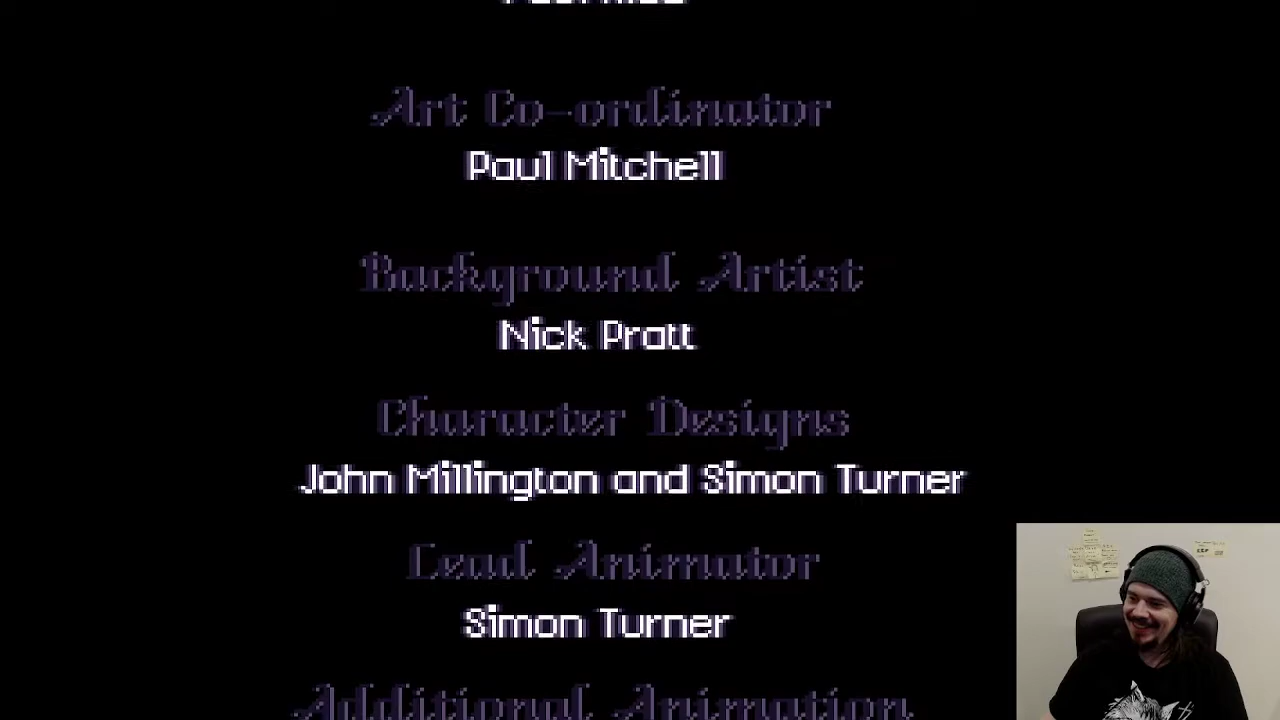 Art Co-ordinator
Paul Mitchell
Background Artist
Nick Pratt
Character Designs
John Millington and Simon Turner
Lead Animator
Simon Turner
Additional Animation